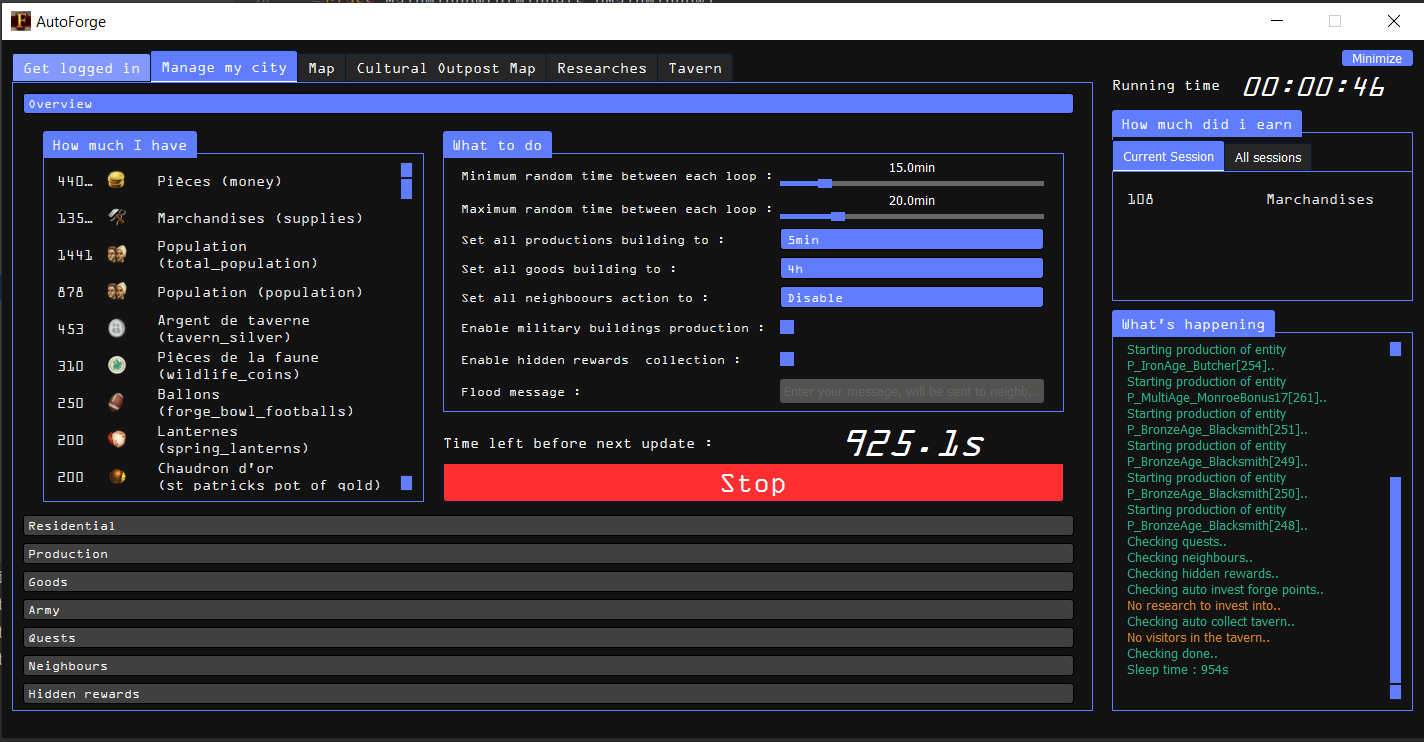 AutoForge
Minimize
Get logged in
Manage my city
Map
Cultural Outpost Map
Researches
Tavern
Running time
00:00:46
Overview
How much I have
440…
Pièces (money)
135…
Marchandises (supplies)
1441
Population
(total_population)
878
Population (population)
453
Argent de taverne
(tavern_silver)
310
Pièces de la faune
(wildlife_coins)
250
Ballons
(forge_bowl_footballs)
200
Lanternes
(spring_lanterns)
200
Chaudron d'or
(st_patricks_pot_of_gold)
What to do
Minimum random time between each loop :
15.0min
Maximum random time between each loop :
20.0min
Set all productions building to :
5min
Set all goods building to :
4h
Set all neighboours action to :
Disable
Enable military buildings production :
Enable hidden rewards  collection :
Flood message :
Enter your message, will be sent to neighb...
Time left before next update :
925.1s
Stop
Residential
Production
Goods
Army
Quests
Neighbours
Hidden rewards
How much did i earn
Current Session
All sessions
108
Marchandises
What's happening
Starting production of entity
P_IronAge_Butcher[254]..
Starting production of entity
P_MultiAge_MonroeBonus17[261]..
Starting production of entity
P_BronzeAge_Blacksmith[251]..
Starting production of entity
P_BronzeAge_Blacksmith[249]..
Starting production of entity
P_BronzeAge_Blacksmith[250]..
Starting production of entity
P_BronzeAge_Blacksmith[248]..
Checking quests..
Checking neighbours..
Checking hidden rewards..
Checking auto invest forge points..
No research to invest into..
Checking auto collect tavern..
No visitors in the tavern..
Checking done..
Sleep time : 954s